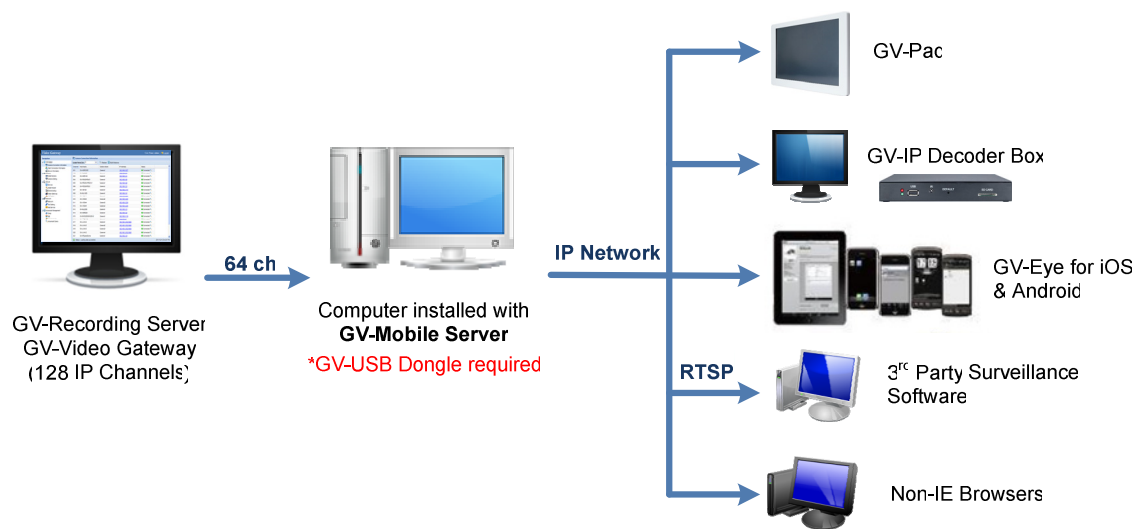 GV-Recording Server
GV-Video Gateway
(128 IP Channels)
64 ch
Computer installed with
GV-Mobile Server
*GV-USB Dongle required
IP Network
GV-Pad
GV-IP Decoder Box
GV-Eye for iOS
& Android
RTSP
3rd Party Surveillance
Software
Non-IE Browsers